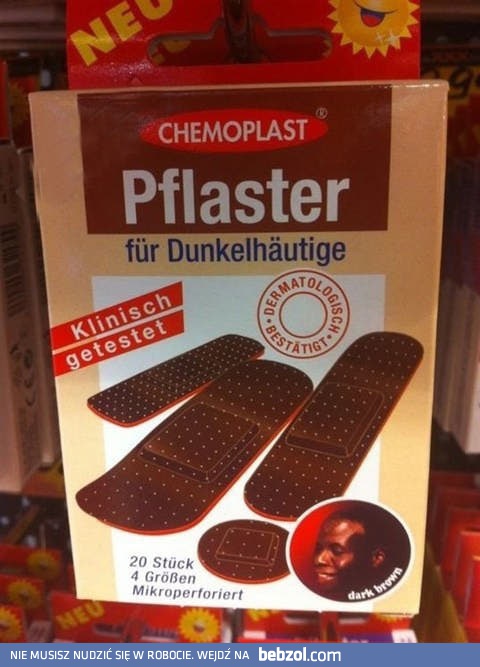 NEU
CHEMOPLAST®
Pflaster
für Dunkelhäutige
Klinisch
getestet
DERMATOLOGISCH
BESTÄTIGT
20 Stück
4 Größen
Mikroperforiert
dark brown
NEU
NIE MUSISZ NUDZIĆ SIĘ W ROBOCIE. WEJDŹ NA bebzol.com